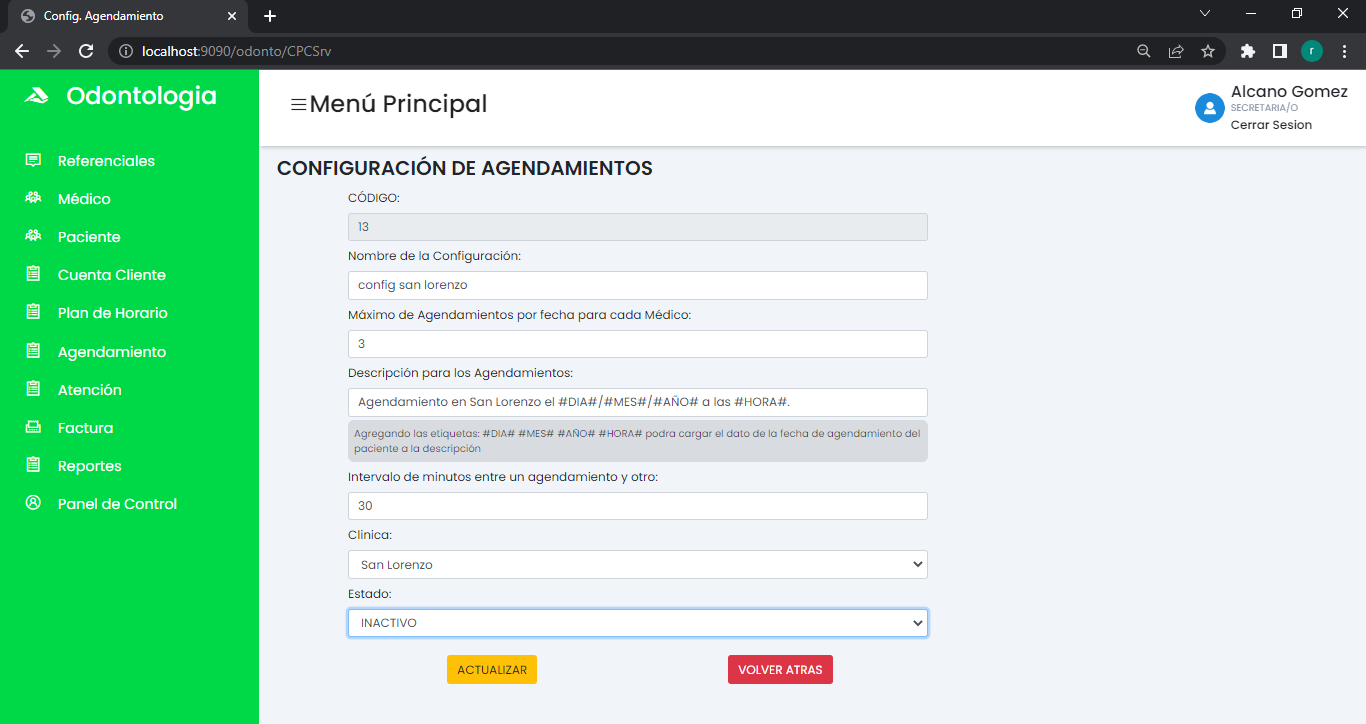 Config. Agendamiento
localhost:9090/odonto/CPCSrv
r
Odontologia
Menú Principal
Alcano Gomez
SECRETARIA/O
Cerrar Sesion
Referenciales
Médico
Paciente
Cuenta Cliente
Plan de Horario
Agendamiento
Atención
Factura
Reportes
Panel de Control
CONFIGURACIÓN DE AGENDAMIENTOS
CÓDIGO:
13
Nombre de la Configuración:
config san lorenzo
Máximo de Agendamientos por fecha para cada Médico:
3
Descripción para los Agendamientos:
Agendamiento en San Lorenzo el #DIA#/#MES#/#AÑO# a las #HORA#.
Agregando las etiquetas: #DIA# #MES# #AÑO# #HORA# podra cargar el dato de la fecha de agendamiento del
paciente a la descripción
Intervalo de minutos entre un agendamiento y otro:
30
Clinica:
San Lorenzo
Estado:
INACTIVO
ACTUALIZAR
VOLVER ATRAS